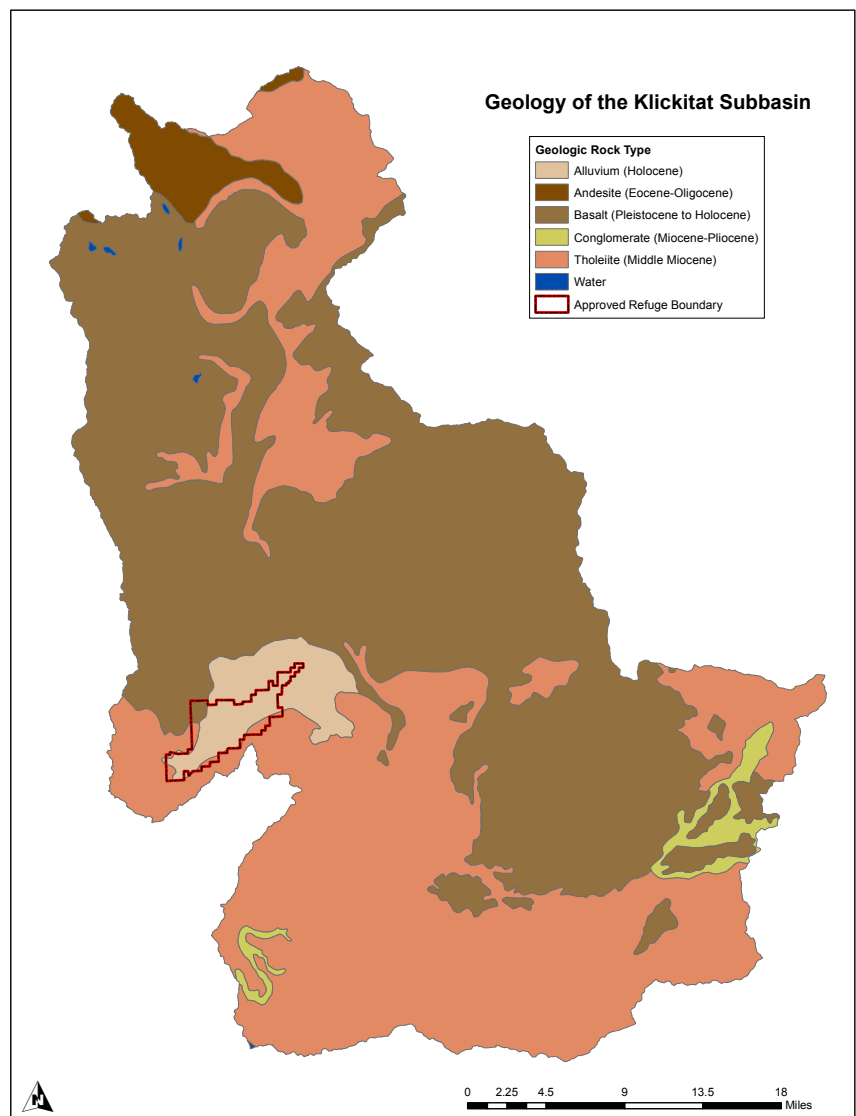 Geology of the Klickitat Subbasin
Geologic Rock Type
Alluvium (Holocene)
Andesite (Eocene-Oligocene)
Basalt (Pleistocene to Holocene)
Conglomerate (Miocene-Pliocene)
Tholeiite (Middle Miocene)
Water
Approved Refuge Boundary
N
0 2.25 4.5 9 13.5 18
Miles